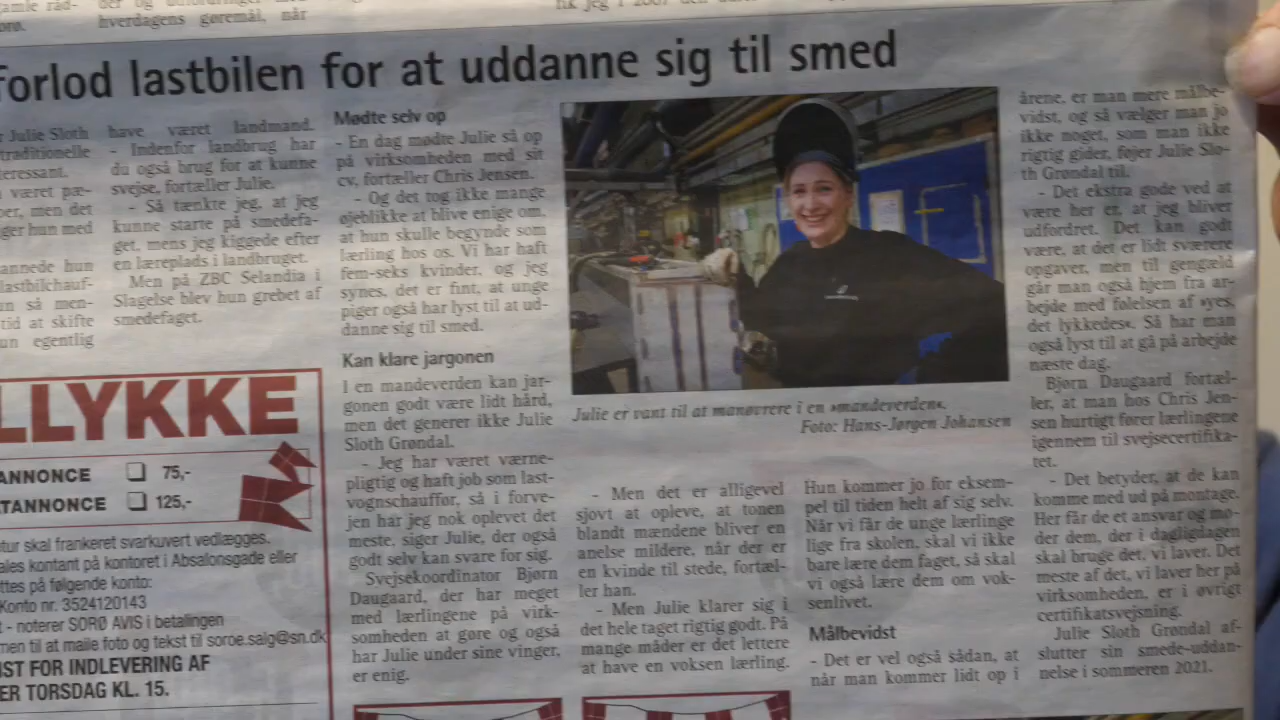 hverdagens gøremål, når
forlod lastbilen for at uddanne sig til smed
Julie Sloth
traditionelle
teressant.
været pæ-
men det
ger hun med
annede hun
lastbilchauf-
så men-
tid at skifte
un egentlig
have været landmand.
- Indenfor landbrug har
du også brug for at kunne
svejse, fortæller Julie.
- Så tænkte jeg, at jeg
kunne starte på smedefa-
get, mens jeg kiggede efter
en læreplads i landbruget.
Men på ZBC Selandia i
Slagelse blev hun grebet af
smedefaget.
Mødte selv op
- En dag mødte Julie så op
på virksomheden med sit
cv, fortæller Chris Jensen.
- Og det tog ikke mange
øjeblikke at blive enige om,
at hun skulle begynde som
lærling hos os. Vi har haft
fem-seks kvinder, og jeg
synes, det er fint, at unge
piger også har lyst til at ud-
danne sig til smed.
Kan klare jargonen
I en mandeverden kan jar-
gonen godt være lidt hård,
men det generer ikke Julie
Sloth Grøndal.
- Jeg har været værne-
pligtig og haft job som last-
vognschauffør, så i forve-
jen har jeg nok oplevet det
meste, siger Julie, der også
godt selv kan svare for sig.
Svejsekoordinator Bjørn
Daugaard, der har meget
med lærlingene på virk-
somheden at gøre og også
har Julie under sine vinger,
er enig.
Julie er vant til at manøvrere i en »mandeverden«.
Foto: Hans-Jørgen Johansen
- Men det er alligevel
sjovt at opleve, at tonen
blandt mændene bliver en
anelse mildere, når der er
en kvinde til stede, fortæl-
ler han.
- Men Julie klarer sig i
det hele taget rigtig godt. På
mange måder er det lettere
at have en voksen lærling.
Hun kommer jo for eksem-
pel til tiden helt af sig selv.
Når vi får de unge lærlinge
lige fra skolen, skal vi ikke
bare lære dem faget, så skal
vi også lære dem om vok-
senlivet.
Målbevidst
- Det er vel også sådan, at
når man kommer lidt op i
årene, er man mere målbe-
vidst, og så vælger man jo
ikke noget, som man ikke
rigtig gider, føjer Julie Slo-
th Grøndal til.
- Det ekstra gode ved at
være her er, at jeg bliver
udfordret. Det kan godt
være, at det er lidt sværere
opgaver, men til gengæld
går man også hjem fra ar-
bejde med følelsen af »yes,
det lykkedes«. Så har man
også lyst til at gå på arbejde
næste dag.
Bjørn Daugaard fortæl-
ler, at man hos Chris Jen-
sen hurtigt fører lærlingene
igennem til svejsecertifika-
tet.
- Det betyder, at de kan
komme med ud på montage.
Her får de et ansvar og mø-
der dem, der i dagligdagen
skal bruge det, vi laver. Det
meste af det, vi laver her på
virksomheden, er i øvrigt
certifikatsvejsning.
Julie Sloth Grøndal af-
slutter sin smede-uddan-
nelse i sommeren 2021.
LLYKKE
ANNONCE ❏ 75,-
TANNONCE ❏ 125,-
tur skal frankeret svarkuvert vedlægges.
ales kontant på kontoret i Absalonsgade eller
ttes på følgende konto:
Konto nr. 3524120143
t - noterer SORØ AVIS i betalingen
men til at maile foto og tekst til soroe.salg@sn.dk
IST FOR INDLEVERING AF
ER TORSDAG KL. 15.